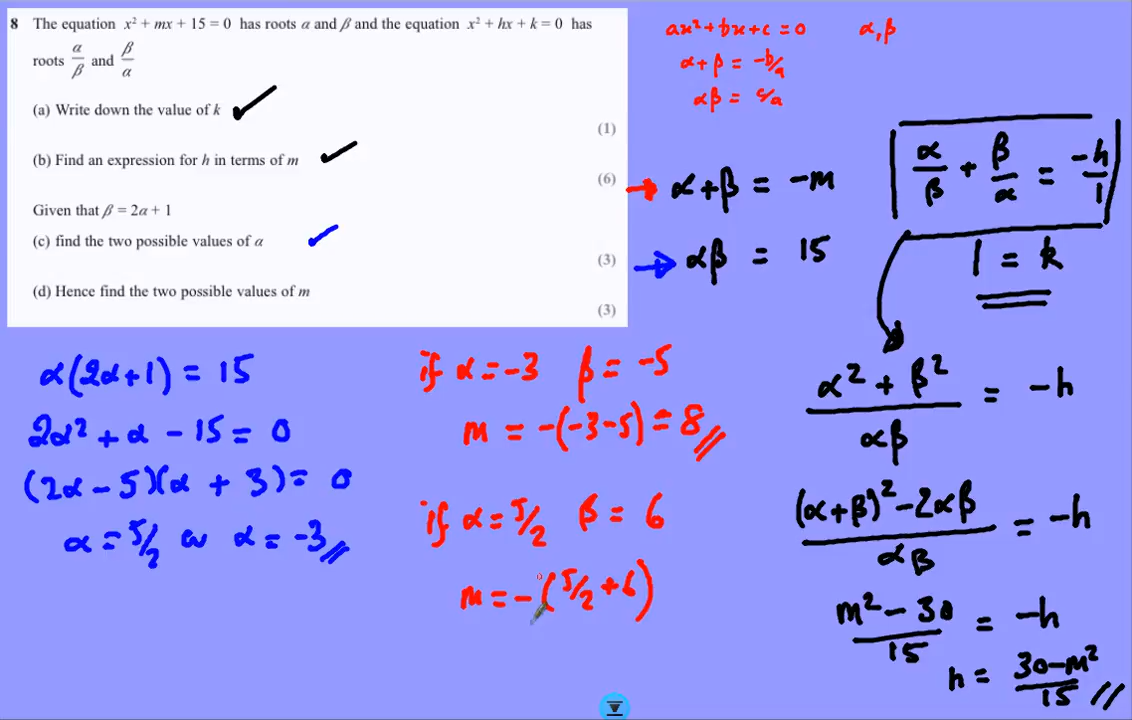 8 The equation x² + mx + 15 = 0 has roots α and β and the equation x² + hx + k = 0 has
roots α/β and β/α
(a) Write down the value of k
(1)
(b) Find an expression for h in terms of m
(6)
Given that β = 2α + 1
(c) find the two possible values of α
(3)
(d) Hence find the two possible values of m
(3)
ax² + bx + c = 0 α, β
α + β = -b/a
αβ = c/a
α + β = -m
αβ = 15
α/β + β/α = -h/1
1 = k
α² + β² / αβ = -h
(α+β)² - 2αβ / αβ = -h
m² - 30 / 15 = -h
h = 30 - m² / 15
α(2α+1) = 15
2α² + α - 15 = 0
(2α - 5)(α + 3) = 0
α = 5/2 or α = -3
if α = -3 β = -5
m = -(-3-5) = 8
if α = 5/2 β = 6
m = -(5/2 + 6)